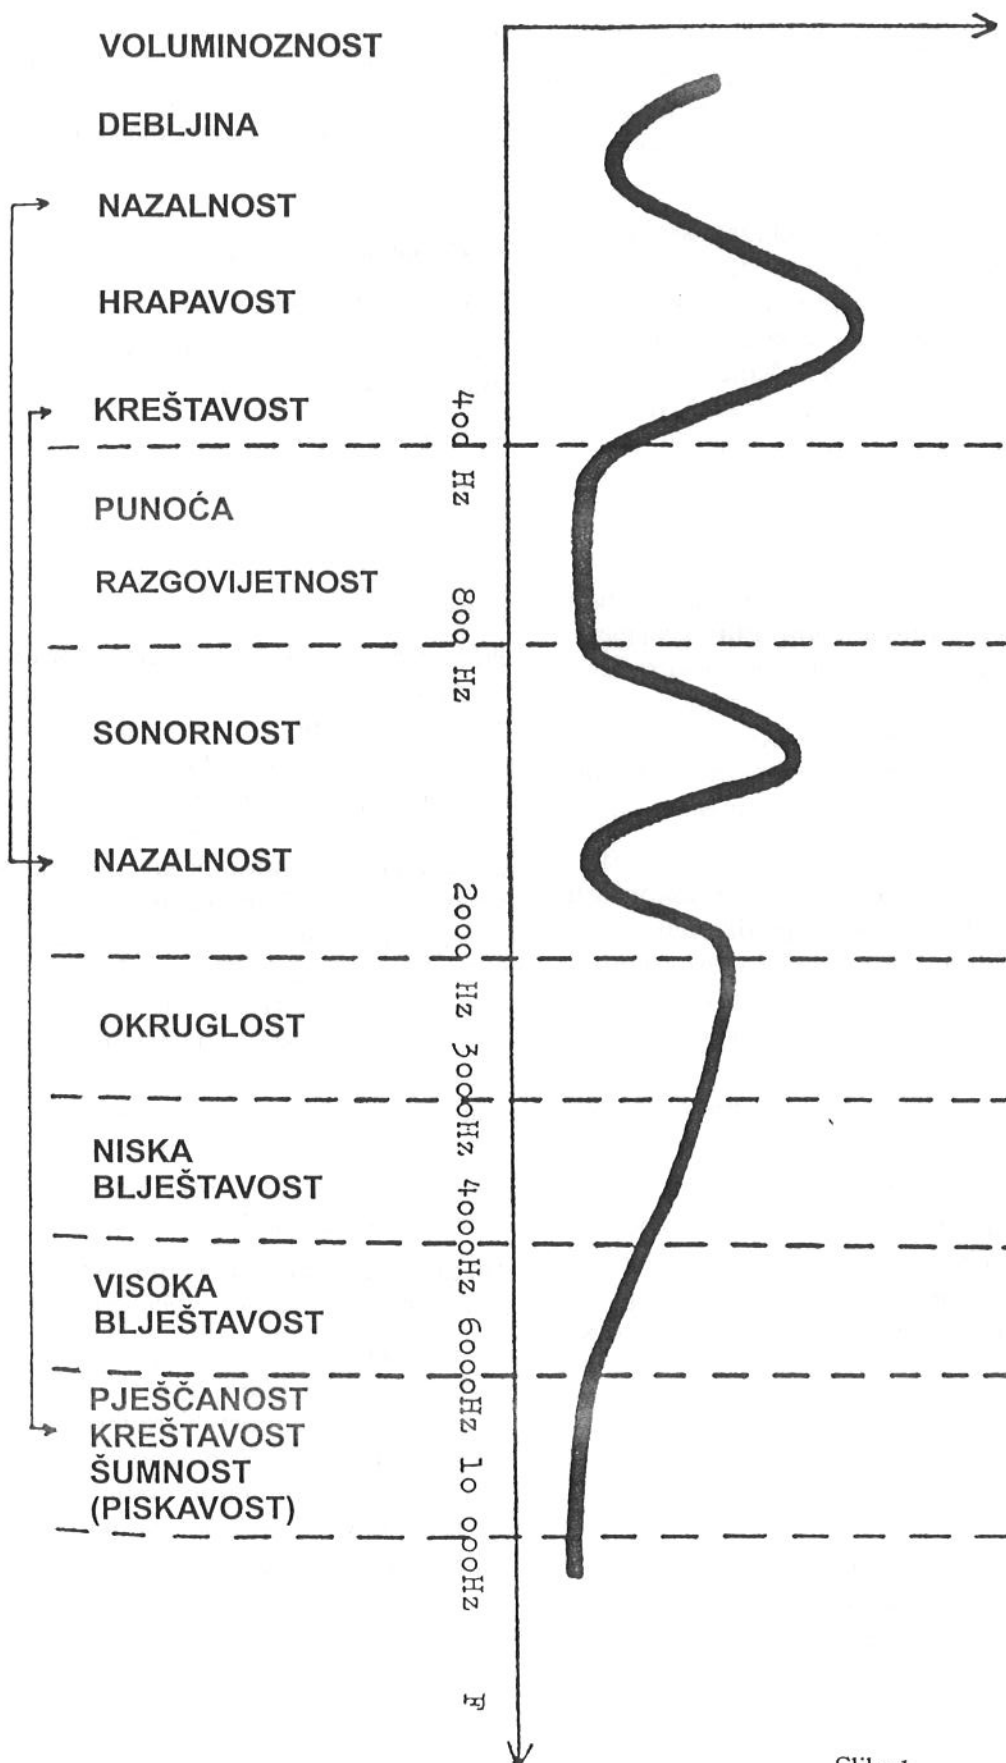 VOLUMINOZNOST
DEBLJINA
NAZALNOST
HRAPAVOST
KREŠTAVOST
400 Hz
PUNOĆA
RAZGOVIJETNOST
800 Hz
SONORNOST
NAZALNOST
2000 Hz
OKRUGLOST
3000Hz
NISKA
BLJEŠTAVOST
4000Hz
VISOKA
BLJEŠTAVOST
6000Hz
PJEŠČANOST
KREŠTAVOST
ŠUMNOST
(PISKAVOST)
10 000Hz
F